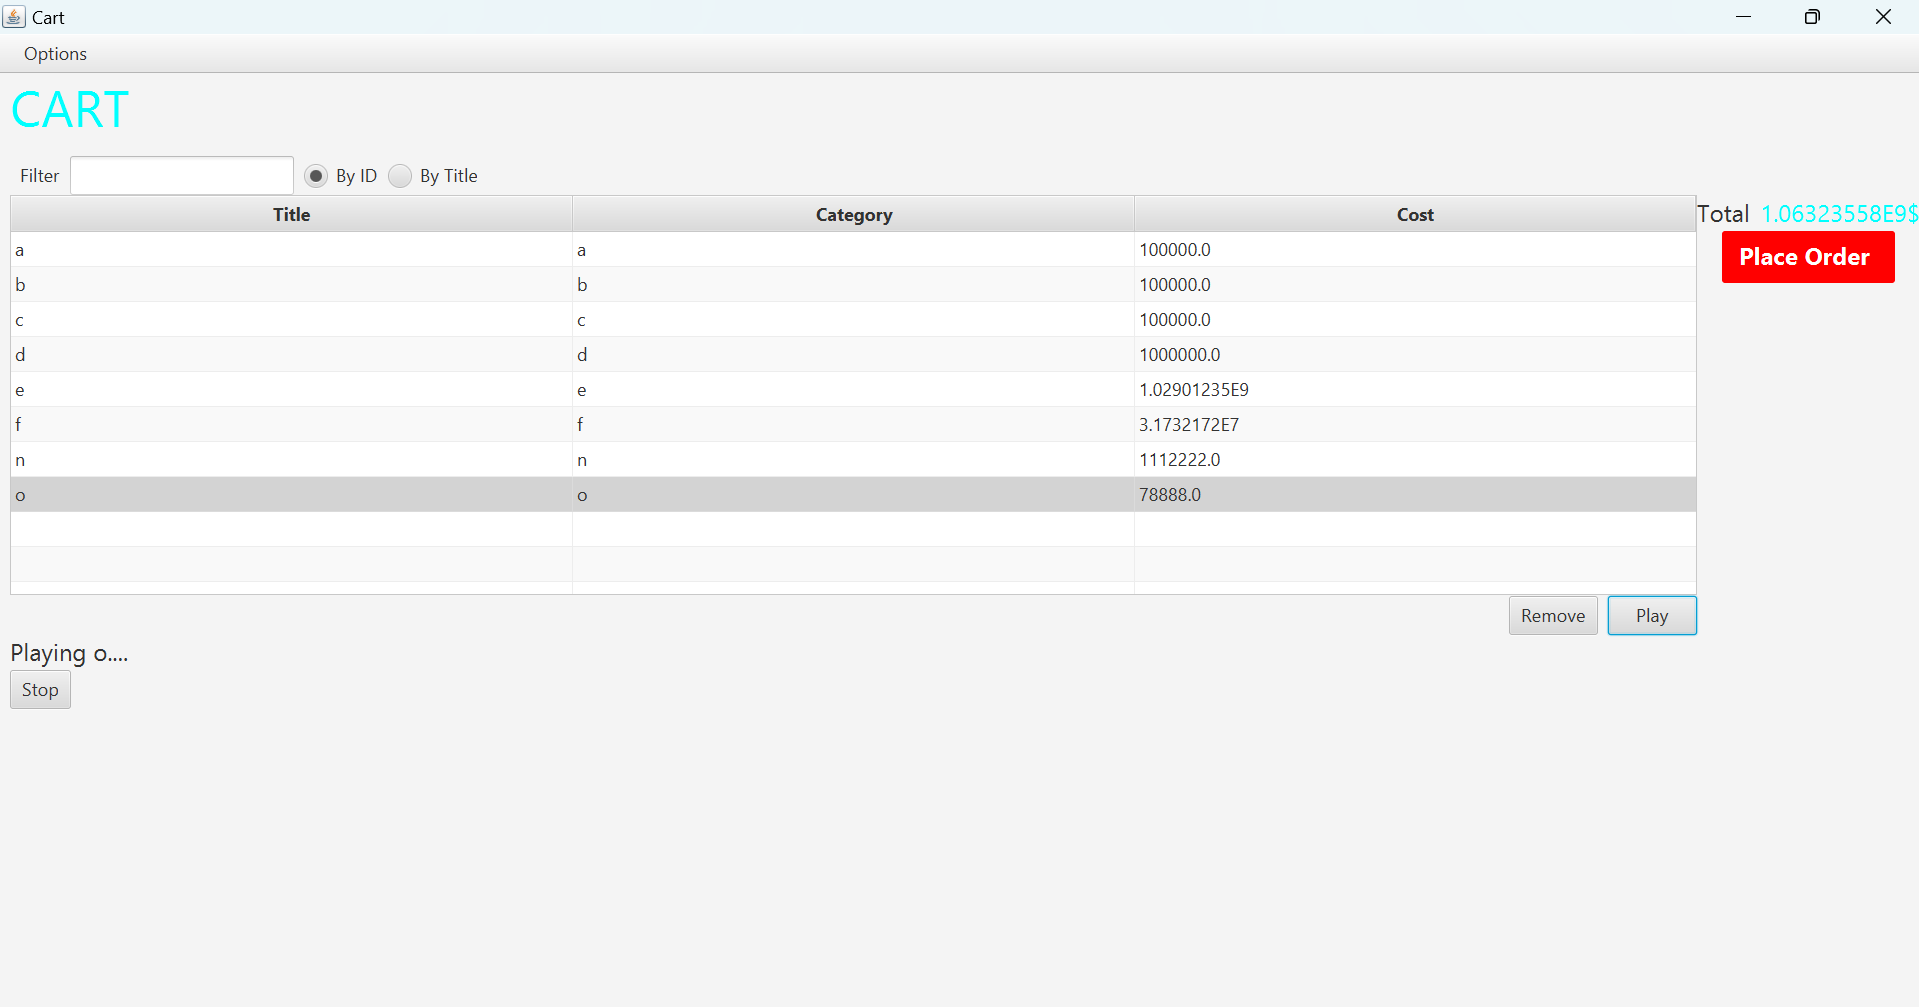 Cart
Options
CART
Filter By ID By Title
Title Category Cost Total 1.06323558E9$
a a 100000.0 Place Order
b b 100000.0
c c 100000.0
d d 1000000.0
e e 1.02901235E9
f f 3.1732172E7
n n 1112222.0
o o 78888.0
Remove Play
Playing o....
Stop